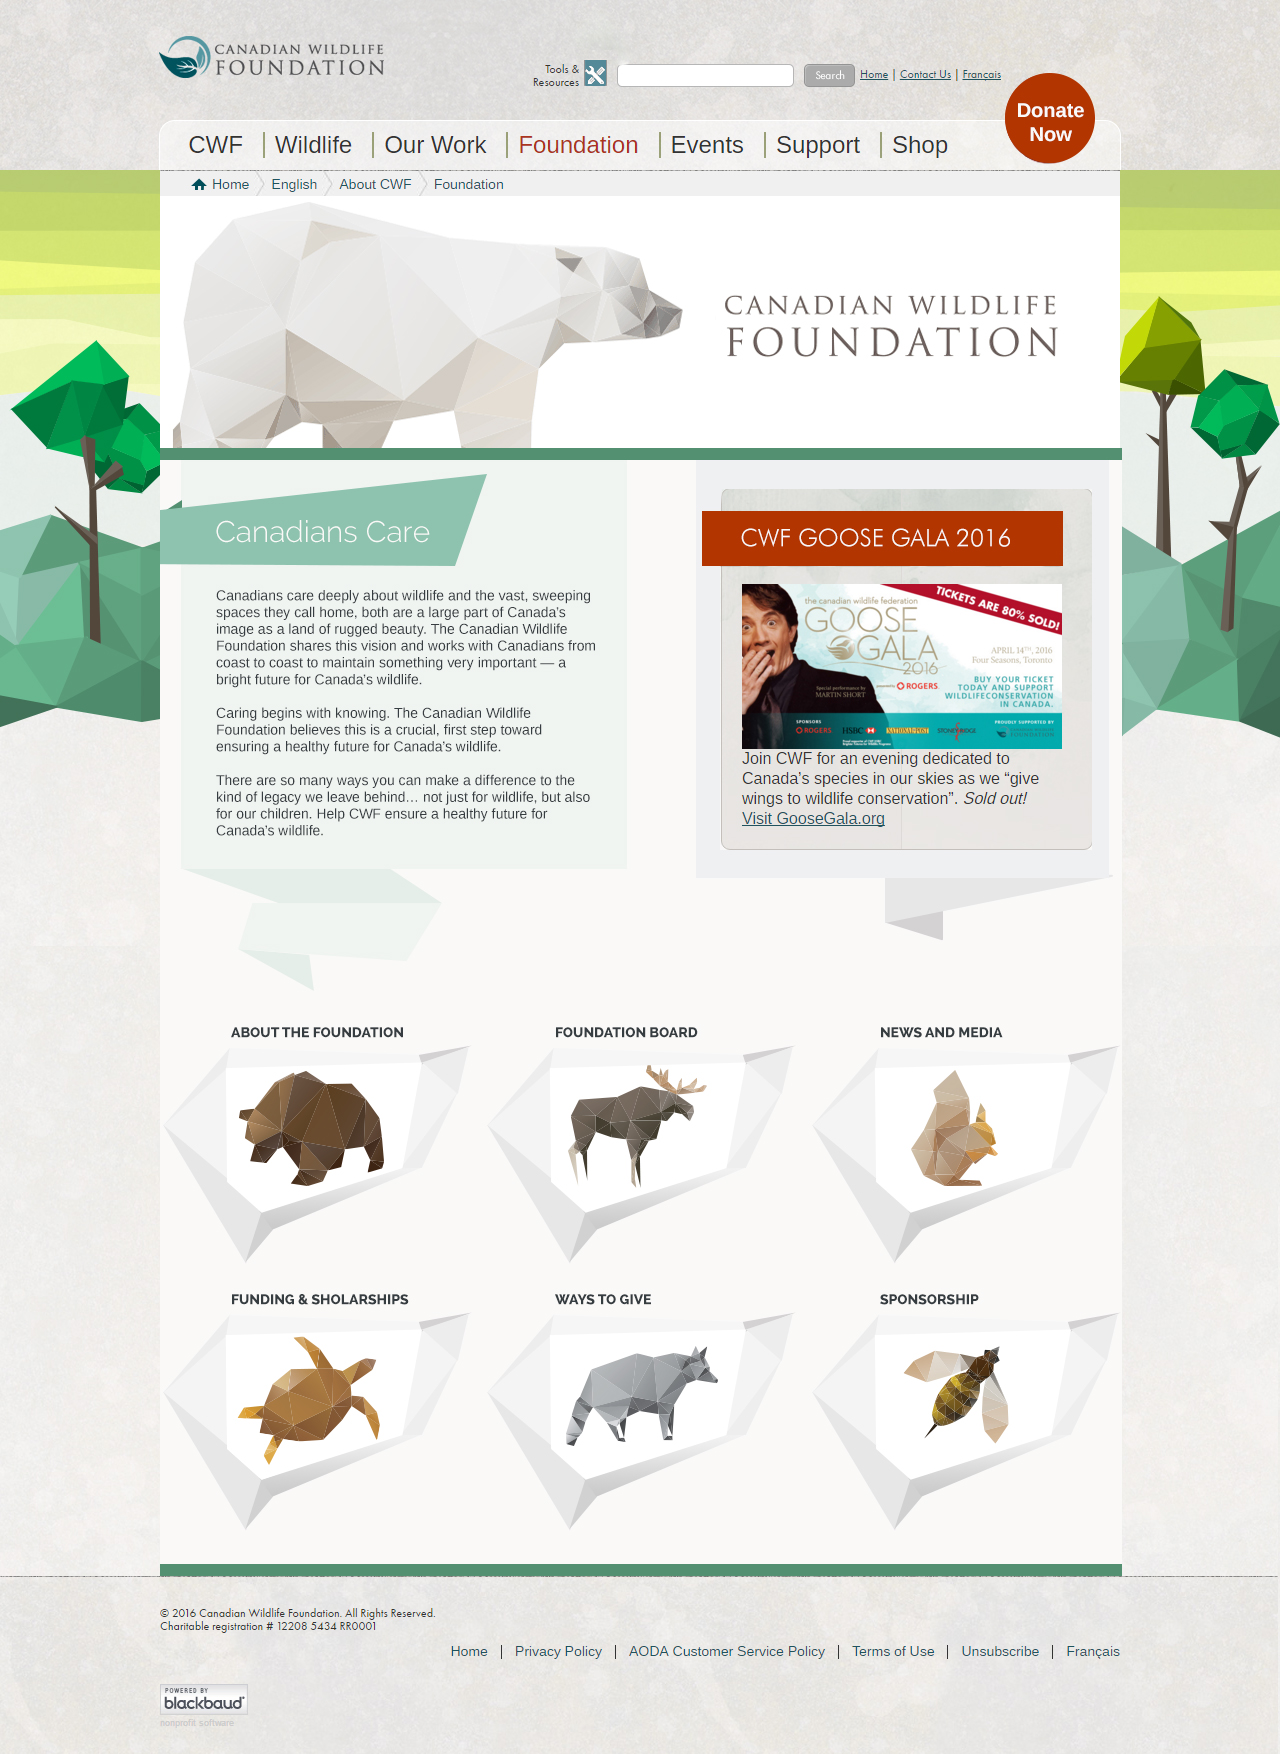 CANADIAN WILDLIFE
FOUNDATION
Tools &
Resources
Search
Home | Contact Us | Français
Donate
Now
CWF
Wildlife
Our Work
Foundation
Events
Support
Shop
Home
English
About CWF
Foundation
CANADIAN WILDLIFE
FOUNDATION
Canadians Care
Canadians care deeply about wildlife and the vast, sweeping
spaces they call home, both are a large part of Canada's
image as a land of rugged beauty. The Canadian Wildlife
Foundation shares this vision and works with Canadians from
coast to coast to maintain something very important — a
bright future for Canada's wildlife.
Caring begins with knowing. The Canadian Wildlife
Foundation believes this is a crucial, first step toward
ensuring a healthy future for Canada's wildlife.
There are so many ways you can make a difference to the
kind of legacy we leave behind… not just for wildlife, but also
for our children. Help CWF ensure a healthy future for
Canada's wildlife.
CWF GOOSE GALA 2016
TICKETS ARE 80% SOLD!
the canadian wildlife federation
GOOSE
GALA
2016
APRIL 14TH, 2016
Four Seasons, Toronto
Special performance by
MARTIN SHORT
presented by ROGERS
BUY YOUR TICKET
TODAY AND SUPPORT
WILDLIFECONSERVATION
IN CANADA.
SPONSORS
ROGERS
HSBC
NATIONAL POST
STONERIDGE
PROUDLY SUPPORTED BY
Join CWF for an evening dedicated to
Canada’s species in our skies as we “give
wings to wildlife conservation”. Sold out!
Visit GooseGala.org
ABOUT THE FOUNDATION
FOUNDATION BOARD
NEWS AND MEDIA
FUNDING & SHOLARSHIPS
WAYS TO GIVE
SPONSORSHIP
© 2016 Canadian Wildlife Foundation. All Rights Reserved.
Charitable registration # 12208 5434 RR0001
Home | Privacy Policy | AODA Customer Service Policy | Terms of Use | Unsubscribe | Français
POWERED BY
blackbaud
nonprofit software